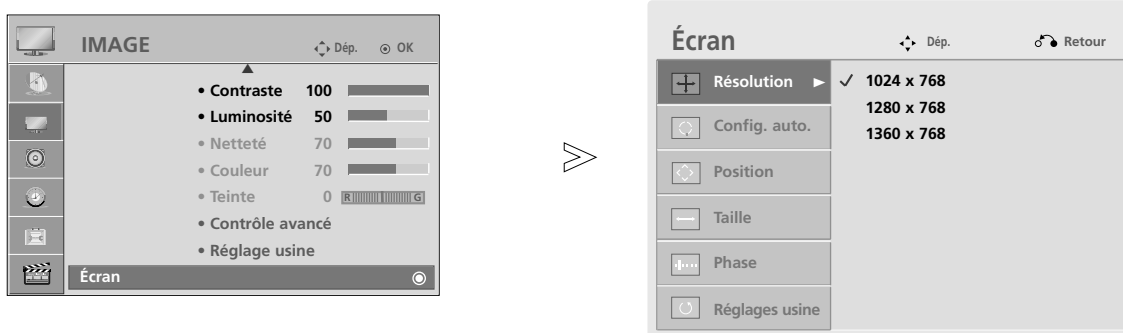 IMAGE
Dép. OK
• Contraste 100
• Luminosité 50
• Netteté 70
• Couleur 70
• Teinte 0 R G
• Contrôle avancé
• Réglage usine
Écran
Écran
Dép. Retour
Résolution
Config. auto.
Position
Taille
Phase
Réglages usine
1024 x 768
1280 x 768
1360 x 768